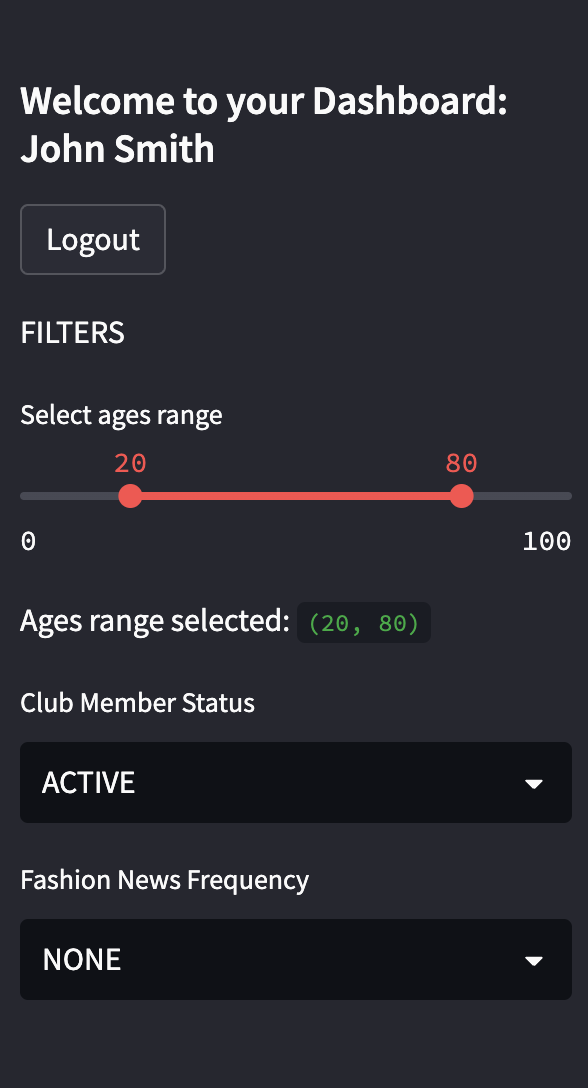 Welcome to your Dashboard:
John Smith
Logout
FILTERS
Select ages range
20 80
0 100
Ages range selected: (20, 80)
Club Member Status
ACTIVE
Fashion News Frequency
NONE